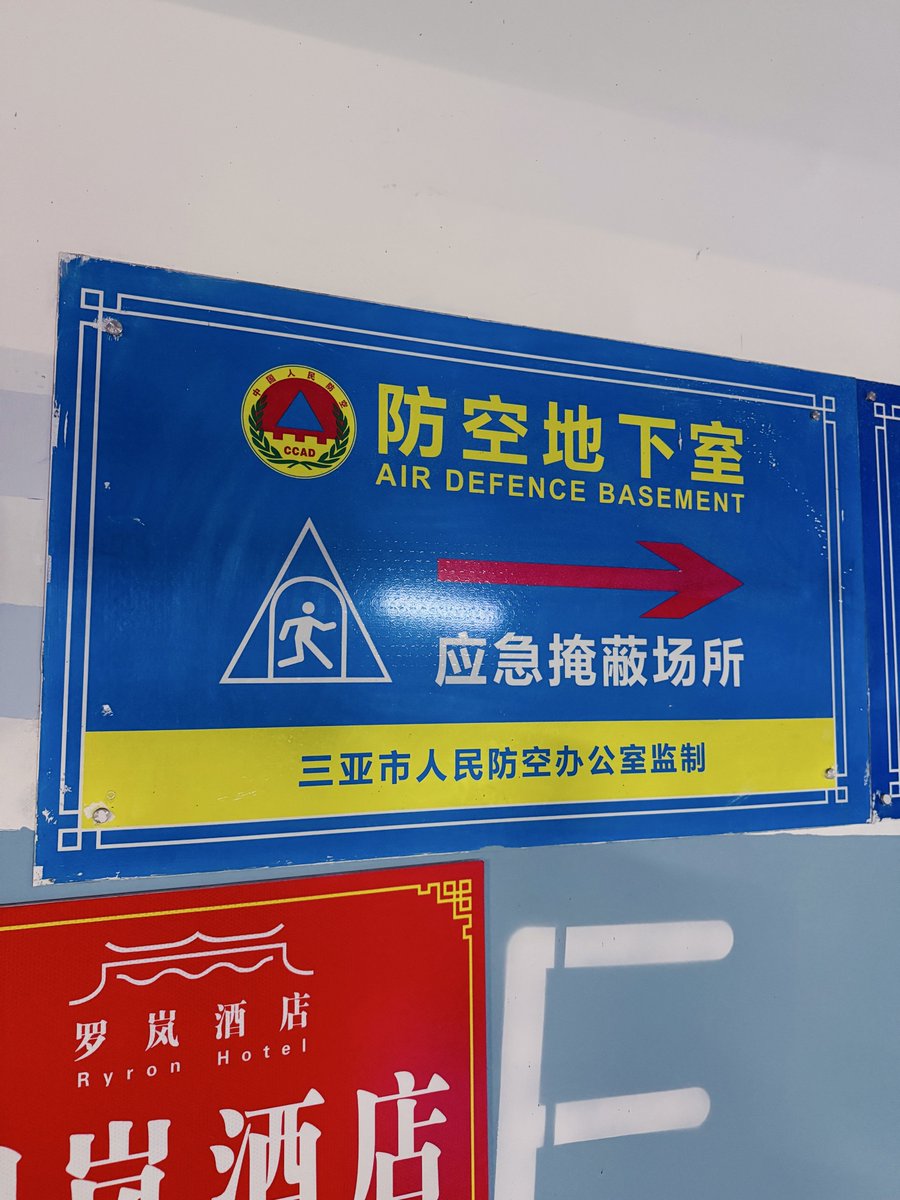 中国人民防空
CCAD
防空地下室
AIR DEFENCE BASEMENT
应急掩蔽场所
三亚市人民防空办公室监制
罗岚酒店
Ryron Hotel
岚酒店